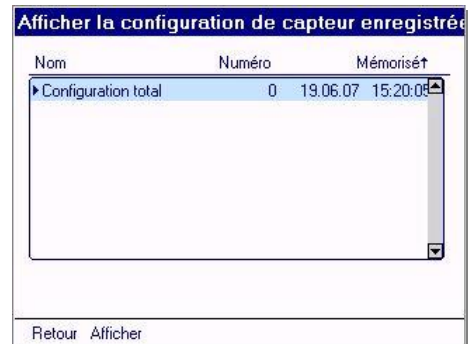 Afficher la configuration de capteur enregistrée
Nom Numéro Mémorisé↑
Configuration total 0 19.06.07 15:20:05
Retour Afficher